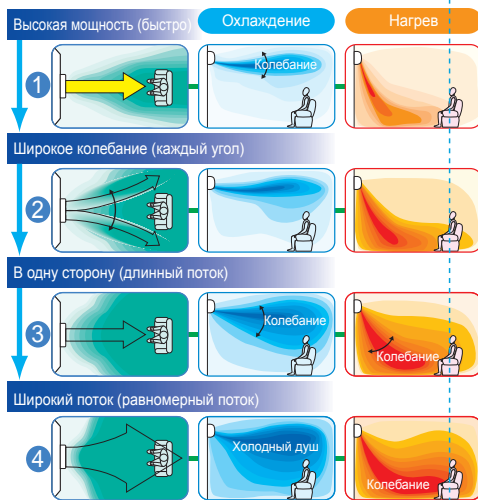 Высокая мощность (быстро)
Охлаждение
Нагрев
1
Колебание
Широкое колебание (каждый угол)
2
В одну сторону (длинный поток)
3
Колебание
Колебание
Широкий поток (равномерный поток)
4
Холодный душ
Колебание